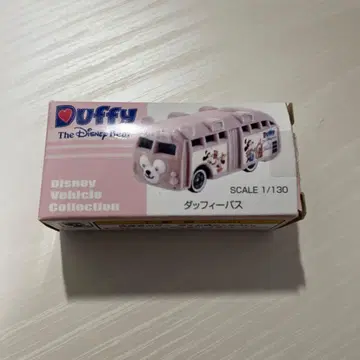 Duffy
The Disney Bear
Disney
Vehicle
Collection
SCALE 1/130
ダッフィーバス